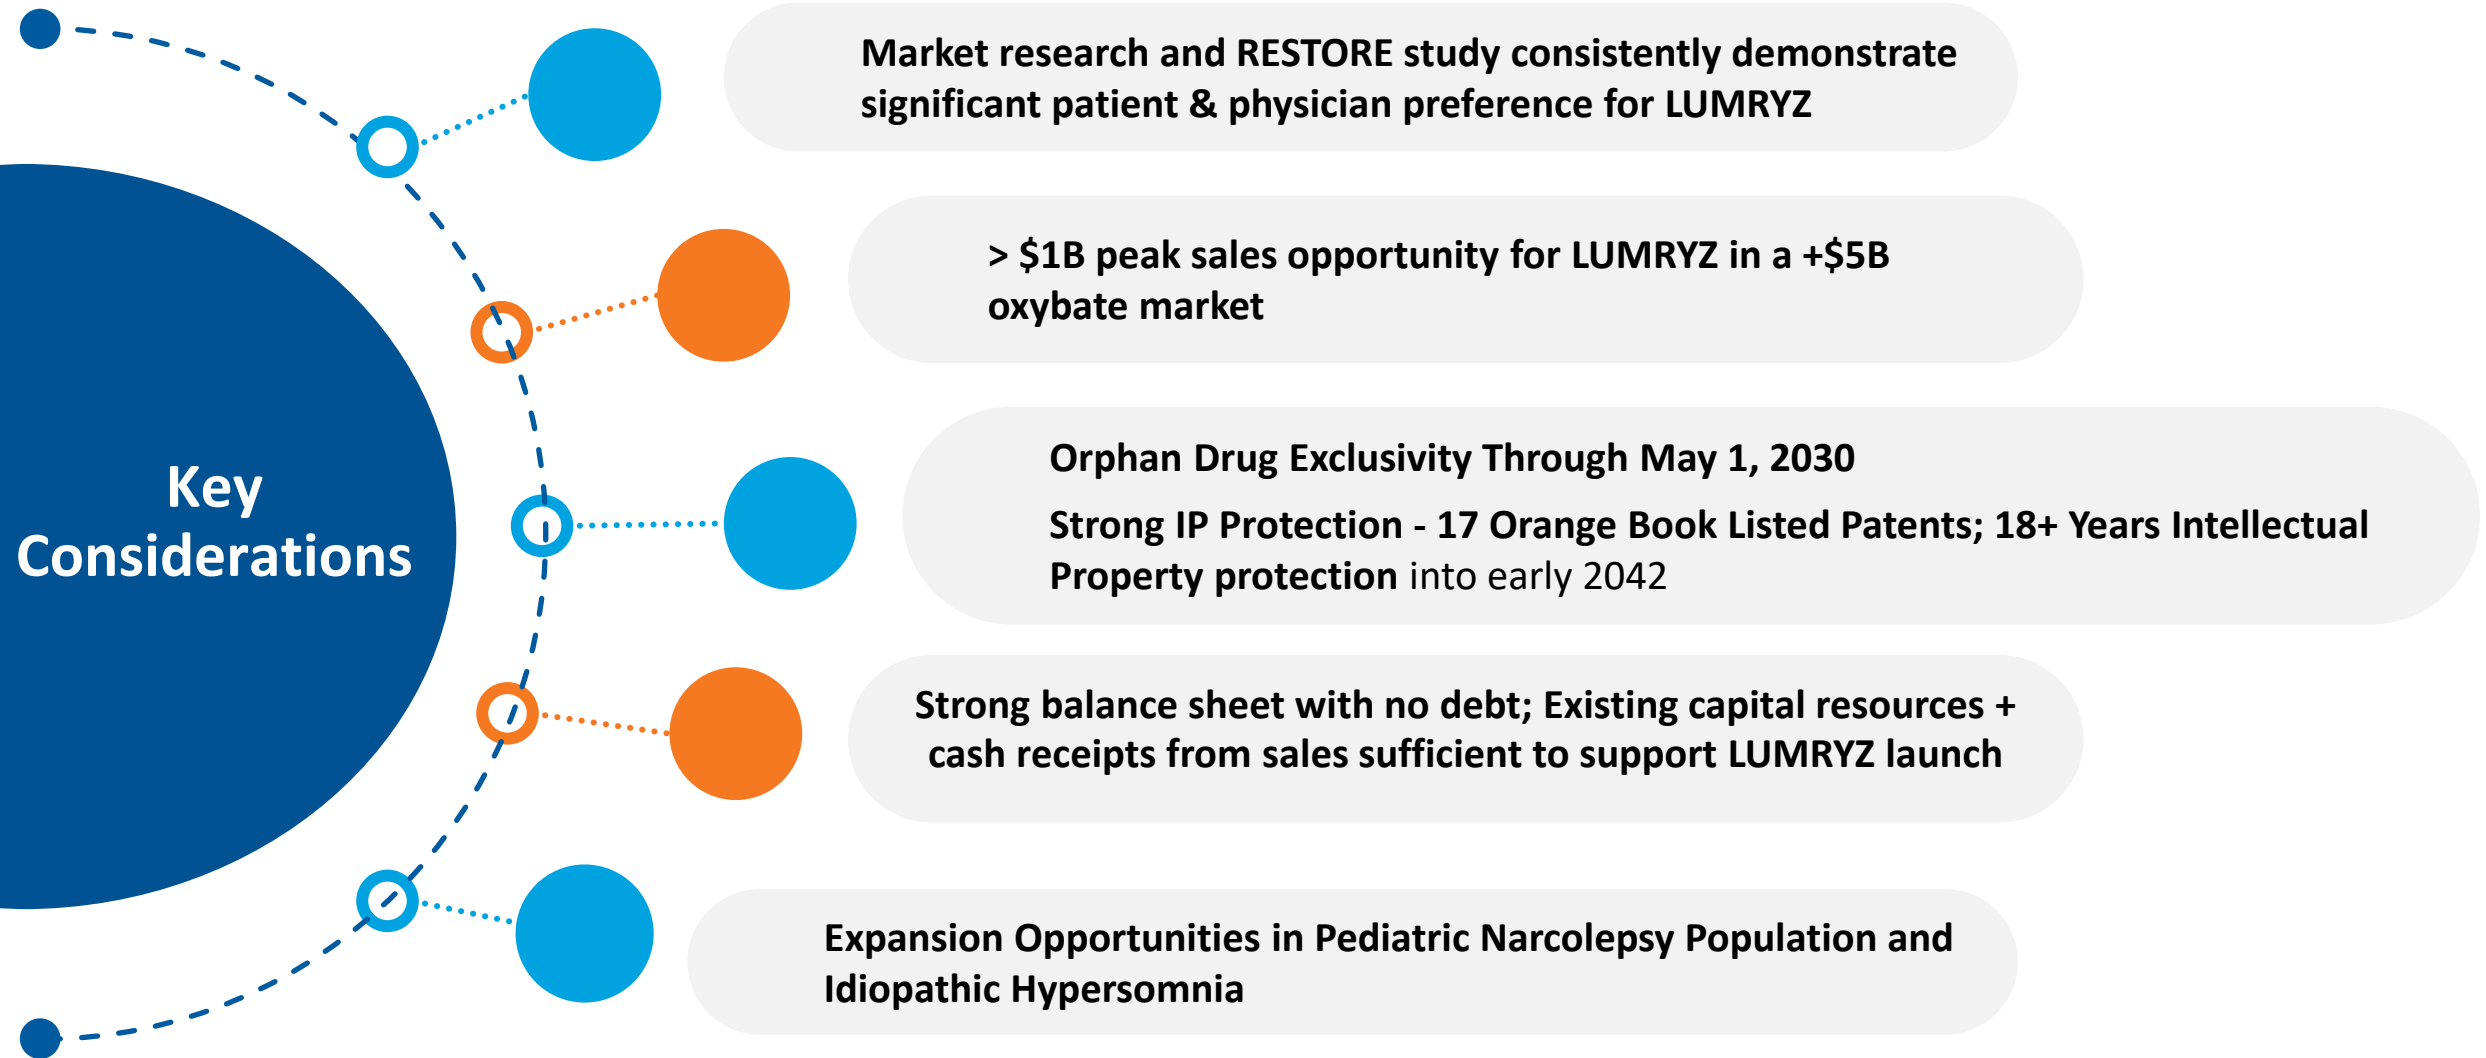 Key
Considerations
Market research and RESTORE study consistently demonstrate
significant patient & physician preference for LUMRYZ
> $1B peak sales opportunity for LUMRYZ in a +$5B
oxybate market
Orphan Drug Exclusivity Through May 1, 2030
Strong IP Protection - 17 Orange Book Listed Patents; 18+ Years Intellectual
Property protection into early 2042
Strong balance sheet with no debt; Existing capital resources +
cash receipts from sales sufficient to support LUMRYZ launch
Expansion Opportunities in Pediatric Narcolepsy Population and
Idiopathic Hypersomnia